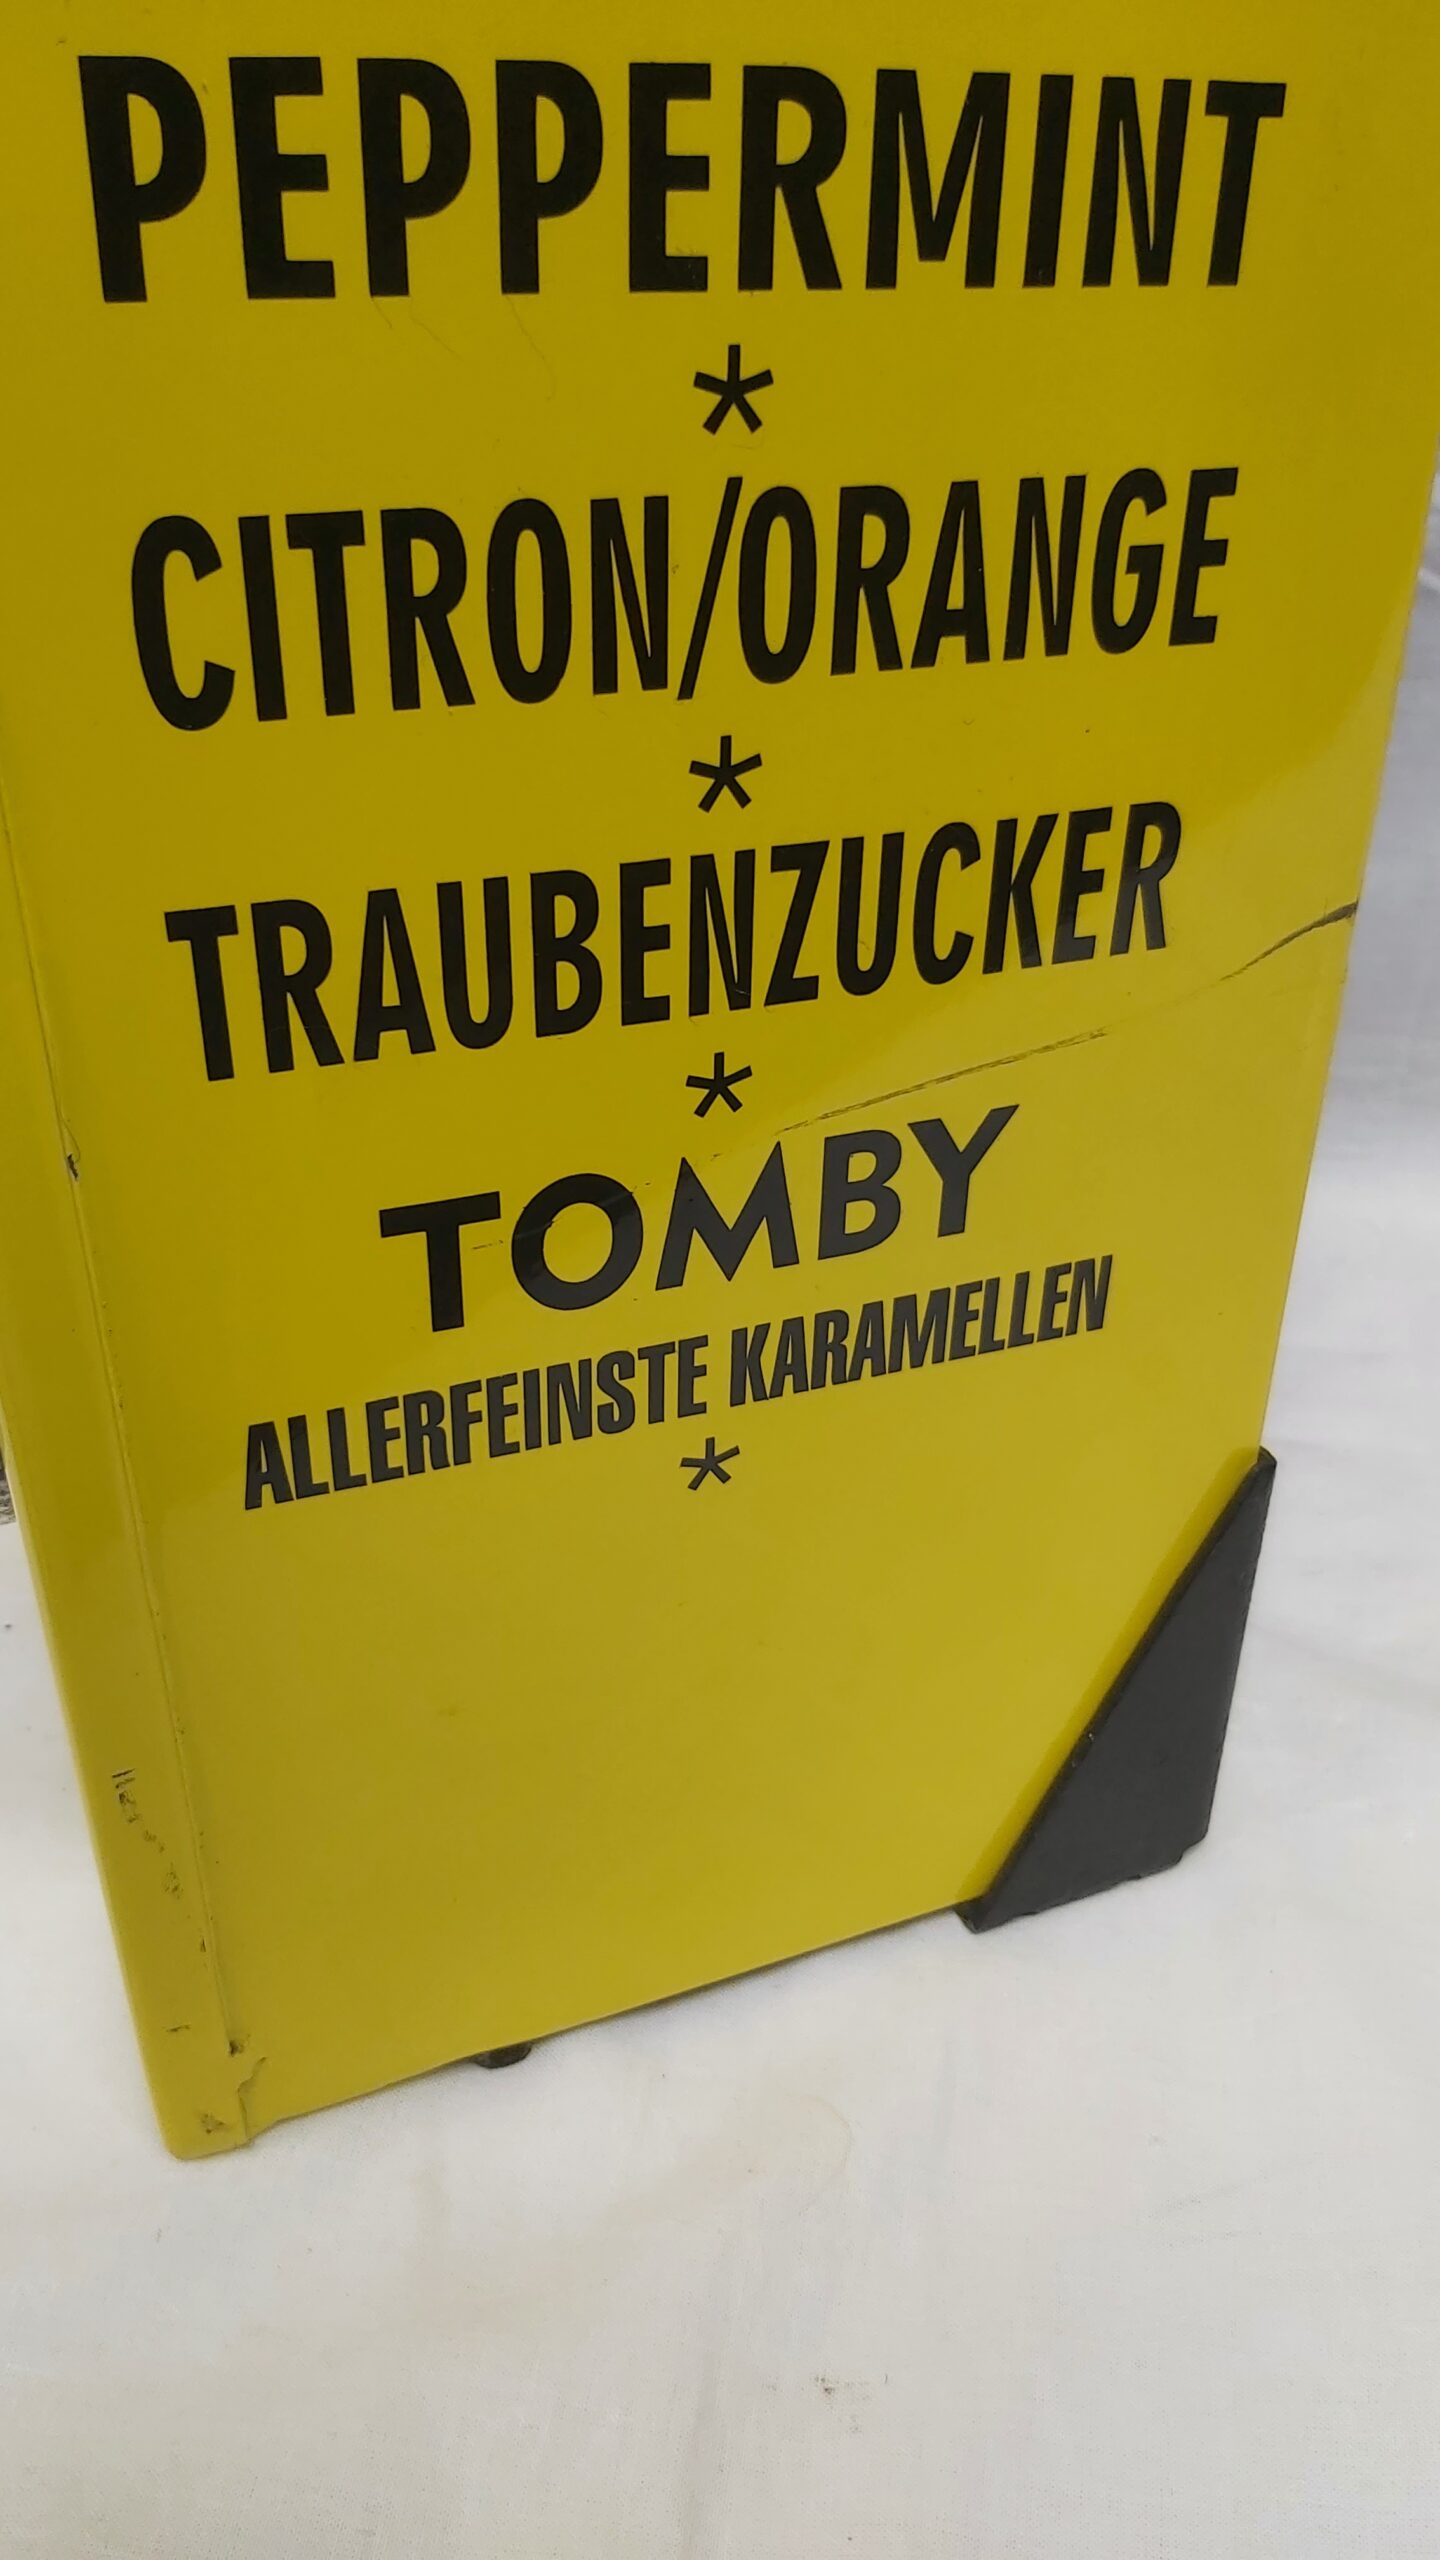 PEPPERMINT
*
CITRON/ORANGE
*
TRAUBENZUCKER
*
TOMBY
ALLERFEINSTE KARAMELLEN
*